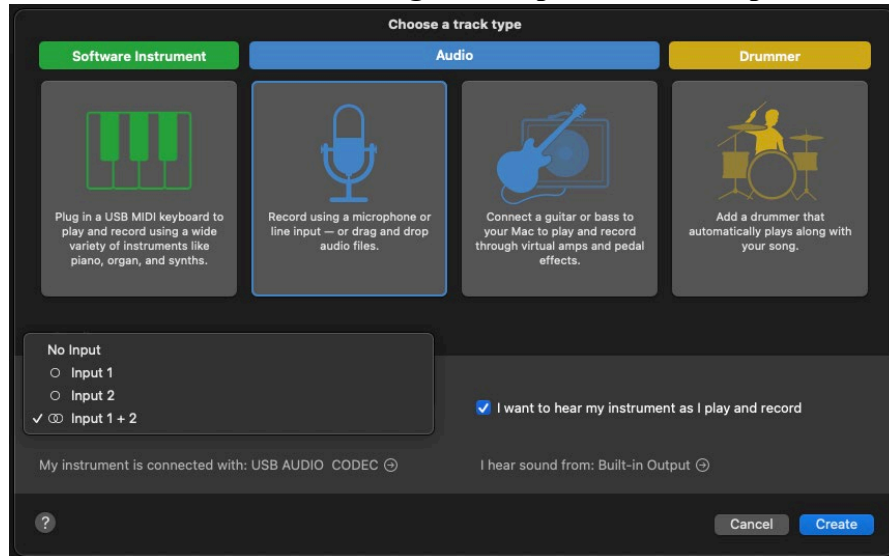 Choose a track type
Software Instrument
Audio
Drummer
Plug in a USB MIDI keyboard to
play and record using a wide
variety of instruments like
piano, organ, and synths.
Record using a microphone or
line input — or drag and drop
audio files.
Connect a guitar or bass to
your Mac to play and record
through virtual amps and pedal
effects.
Add a drummer that
automatically plays along with
your song.
No Input
Input 1
Input 2
Input 1 + 2
I want to hear my instrument as I play and record
My instrument is connected with: USB AUDIO CODEC
I hear sound from: Built-in Output
?
Cancel
Create